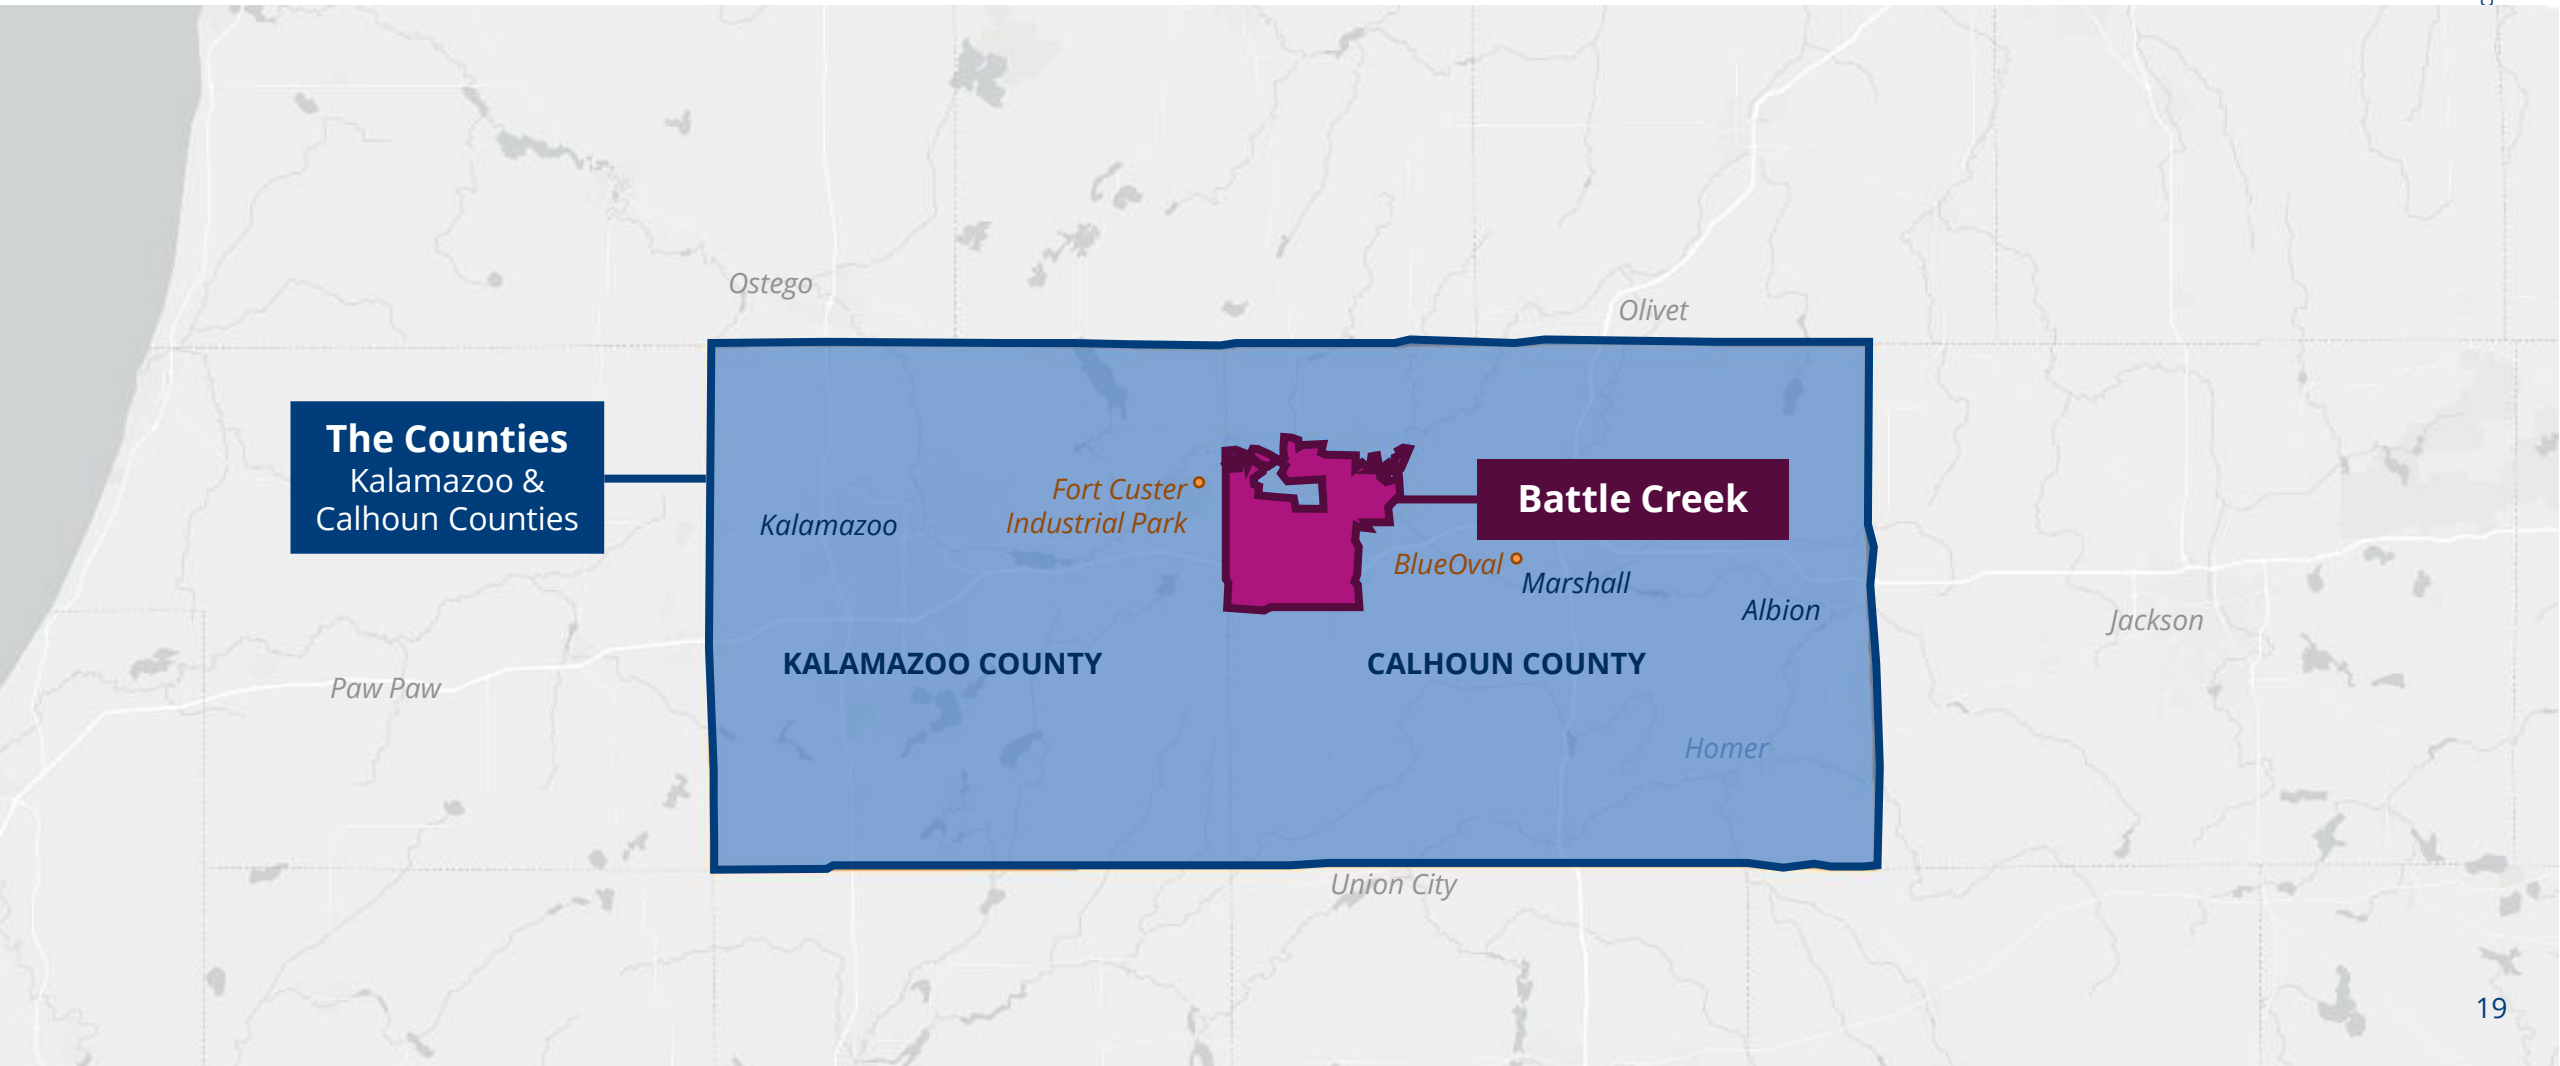 Ostego
Olivet
The Counties
Kalamazoo &
Calhoun Counties
Fort Custer
Industrial Park
Battle Creek
Kalamazoo
BlueOval
Marshall
Albion
Jackson
KALAMAZOO COUNTY
CALHOUN COUNTY
Paw Paw
Homer
Union City
19